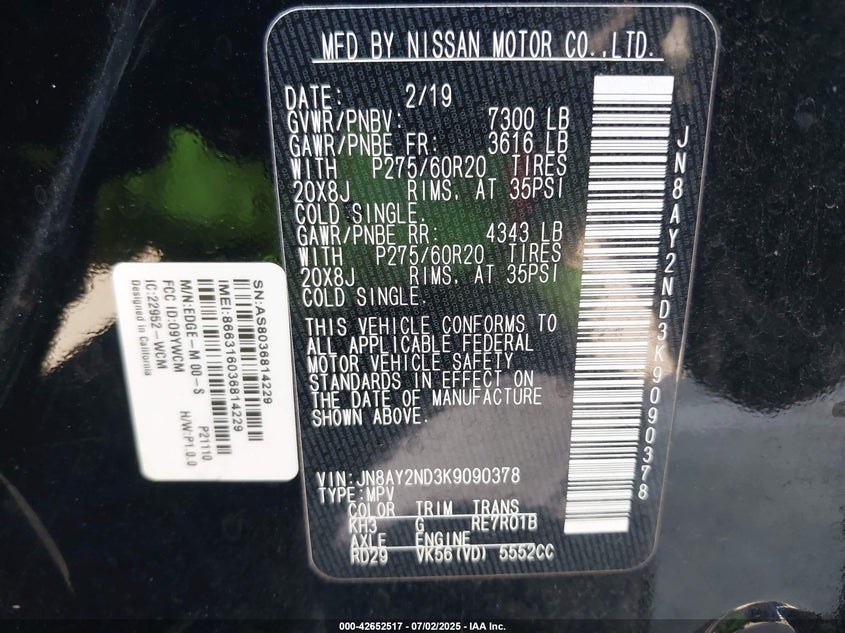 MFD BY NISSAN MOTOR CO.,LTD.
DATE: 2/19
GVWR/PNBV: 7300 LB
GAWR/PNBE FR: 3616 LB
WITH P275/60R20 TIRES
20X8J RIMS, AT 35PSI
COLD SINGLE.
GAWR/PNBE RR: 4343 LB
WITH P275/60R20 TIRES
20X8J RIMS, AT 35PSI
COLD SINGLE.
THIS VEHICLE CONFORMS TO
ALL APPLICABLE FEDERAL
MOTOR VEHICLE SAFETY
STANDARDS IN EFFECT ON
THE DATE OF MANUFACTURE
SHOWN ABOVE.
VIN:JN8AY2ND3K9090378
TYPE:MPV
COLOR TRIM TRANS
KH3 G RE7R01B
AXLE ENGINE
RD29 VK56(VD) 5552CC
JN8AY2ND3K9090378
SN:AS8036814229
IMEI:866316036814229
P21110
M/N:EDGE-M 00-S H/W:P1.0.0
FCC ID:O9YWCM
IC:22952-WCM
Designed in California
000-42652517 - 07/02/2025 - IAA Inc.